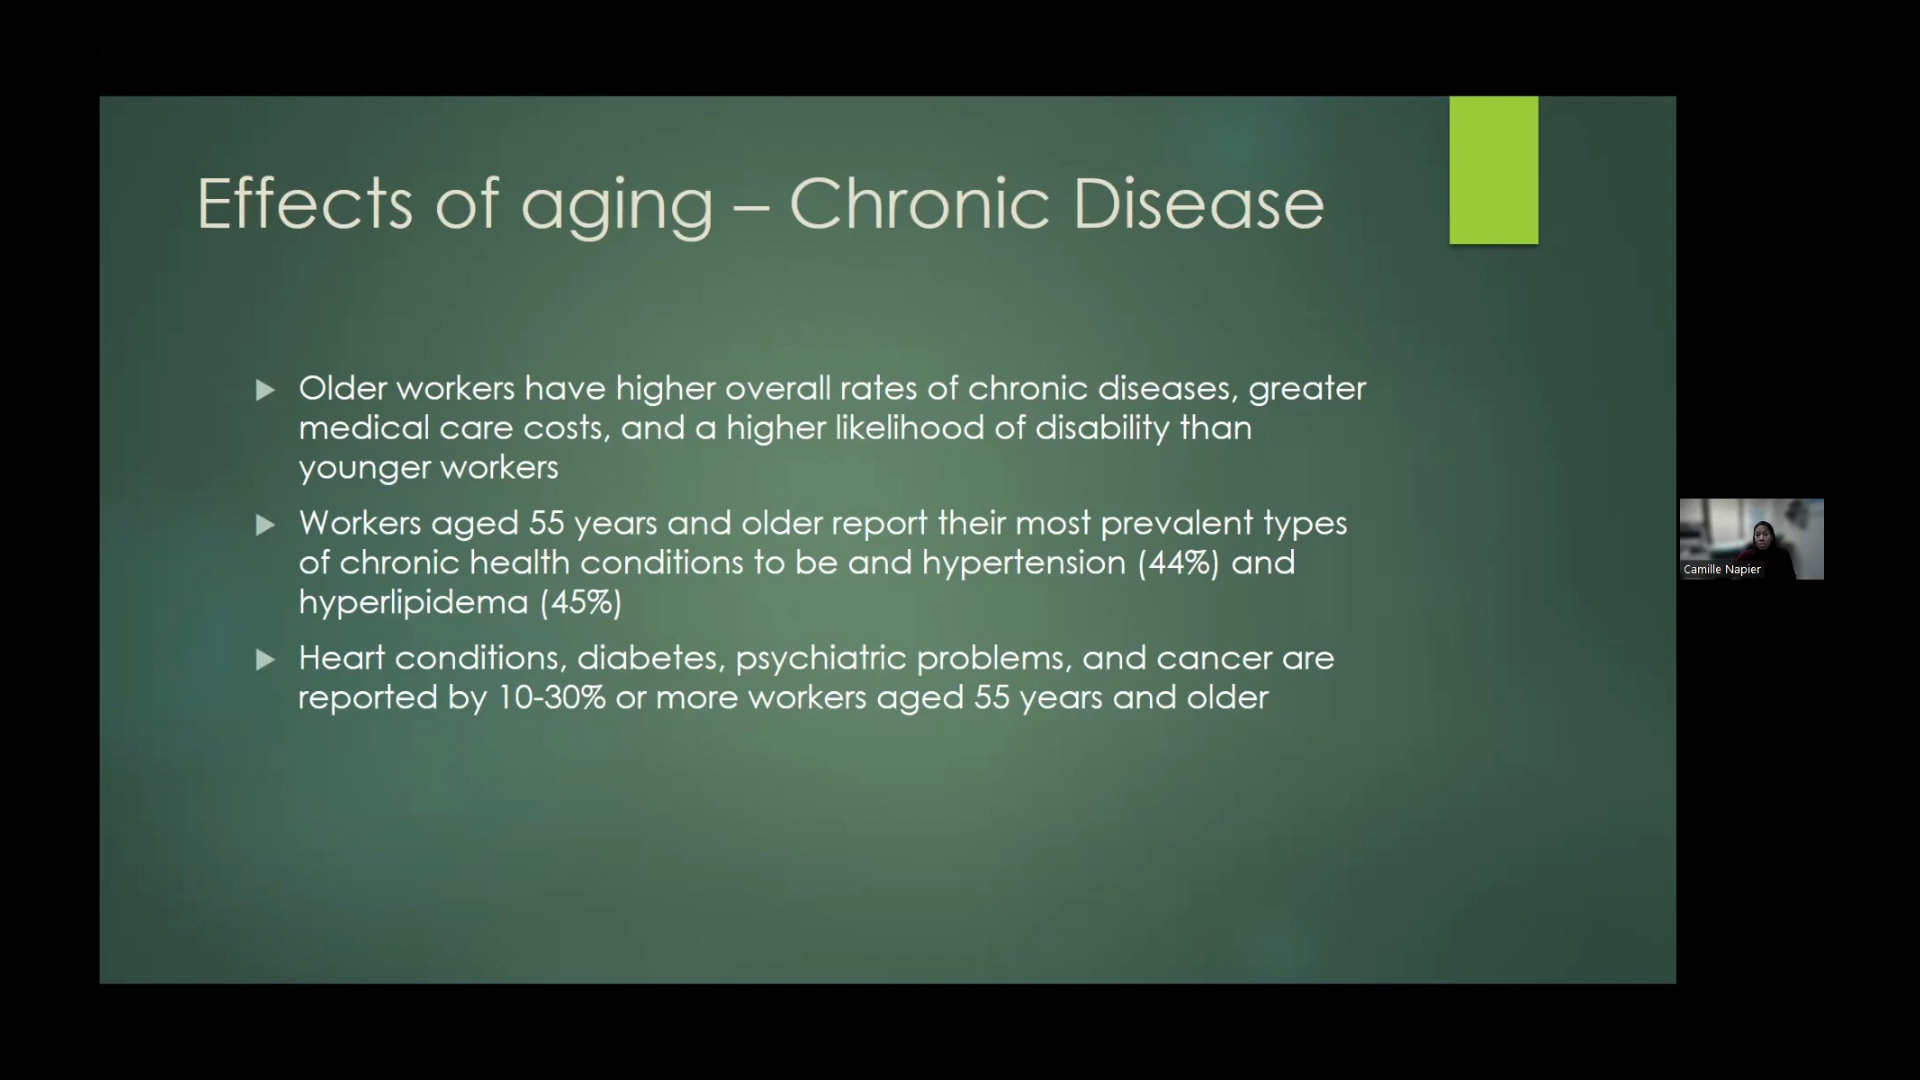 Effects of aging – Chronic Disease
Older workers have higher overall rates of chronic diseases, greater
medical care costs, and a higher likelihood of disability than
younger workers
Workers aged 55 years and older report their most prevalent types
of chronic health conditions to be and hypertension (44%) and
hyperlipidema (45%)
Heart conditions, diabetes, psychiatric problems, and cancer are
reported by 10-30% or more workers aged 55 years and older
Camille Napier